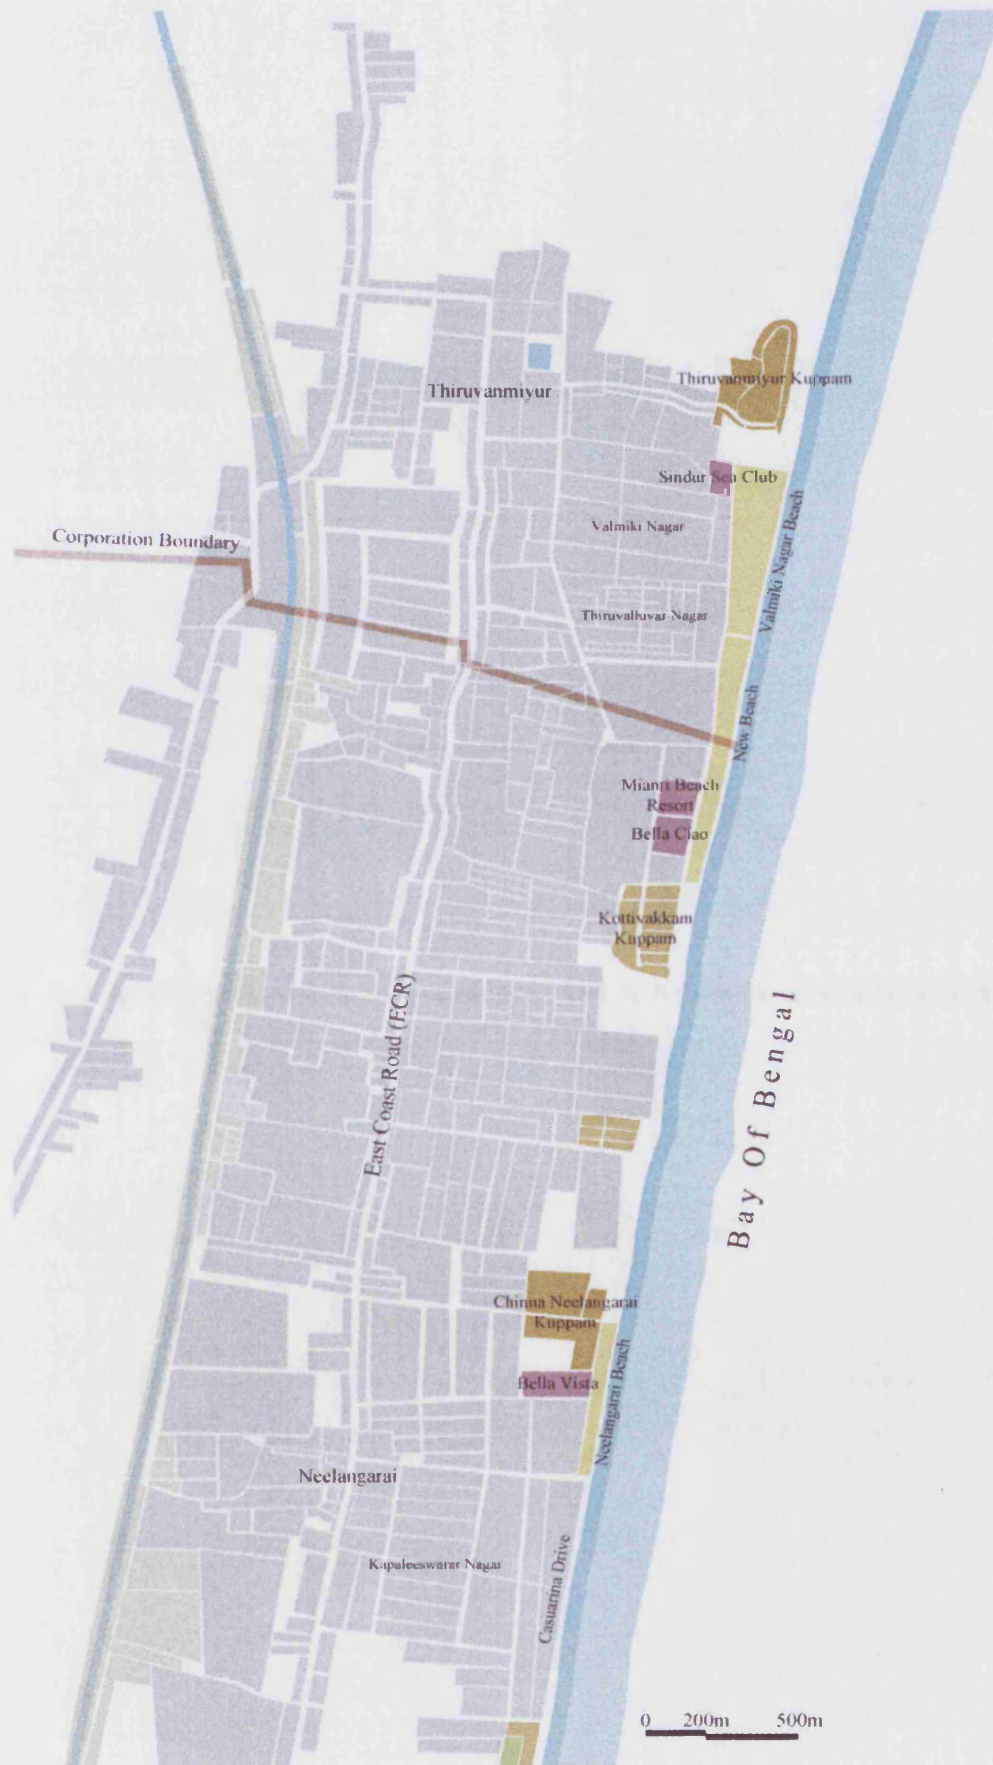 Thiruvanmiyur
Thiruvanmiyur Kuppam
Sindur Sea Club
Valmiki Nagar
Corporation Boundary
Valmiki Nagar Beach
Thiruvalluvar Nagar
New Beach
Miami Beach
Resort
Bella Ciao
Kottivakkam
Kuppam
East Coast Road (ECR)
Bay Of Bengal
Chinna Neelangarai
Kuppam
Bella Vista
Neelangarai Beach
Neelangarai
Kapaleeswarar Nagar
Casuarina Drive
0 200m 500m